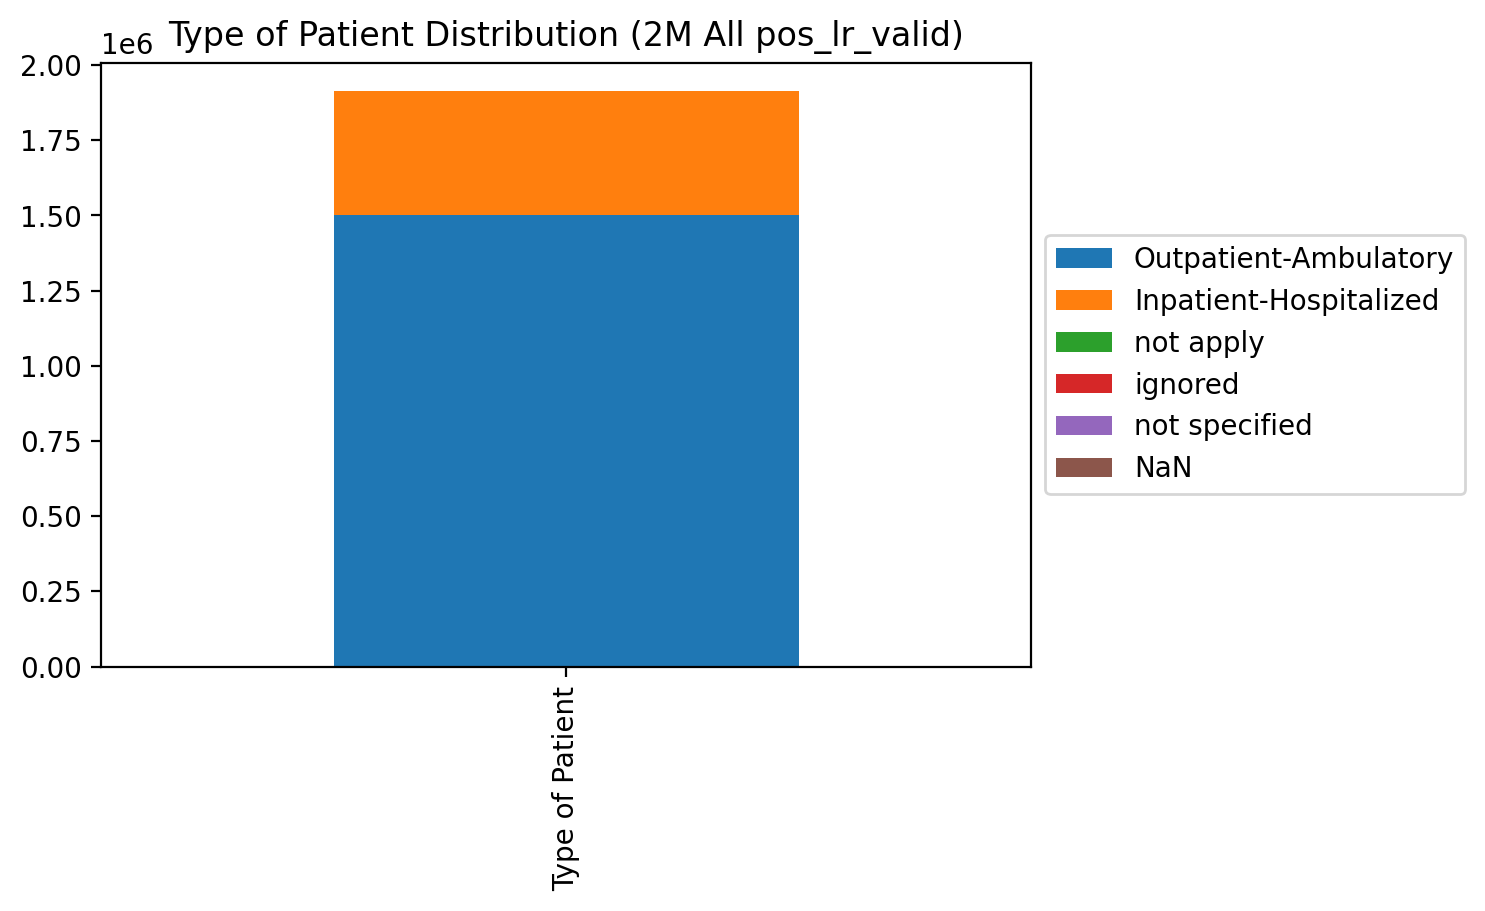 Type of Patient Distribution (2M All pos_lr_valid)
1e6
2.00
1.75
1.50
1.25
1.00
0.75
0.50
0.25
0.00
Type of Patient
Outpatient-Ambulatory
Inpatient-Hospitalized
not apply
ignored
not specified
NaN